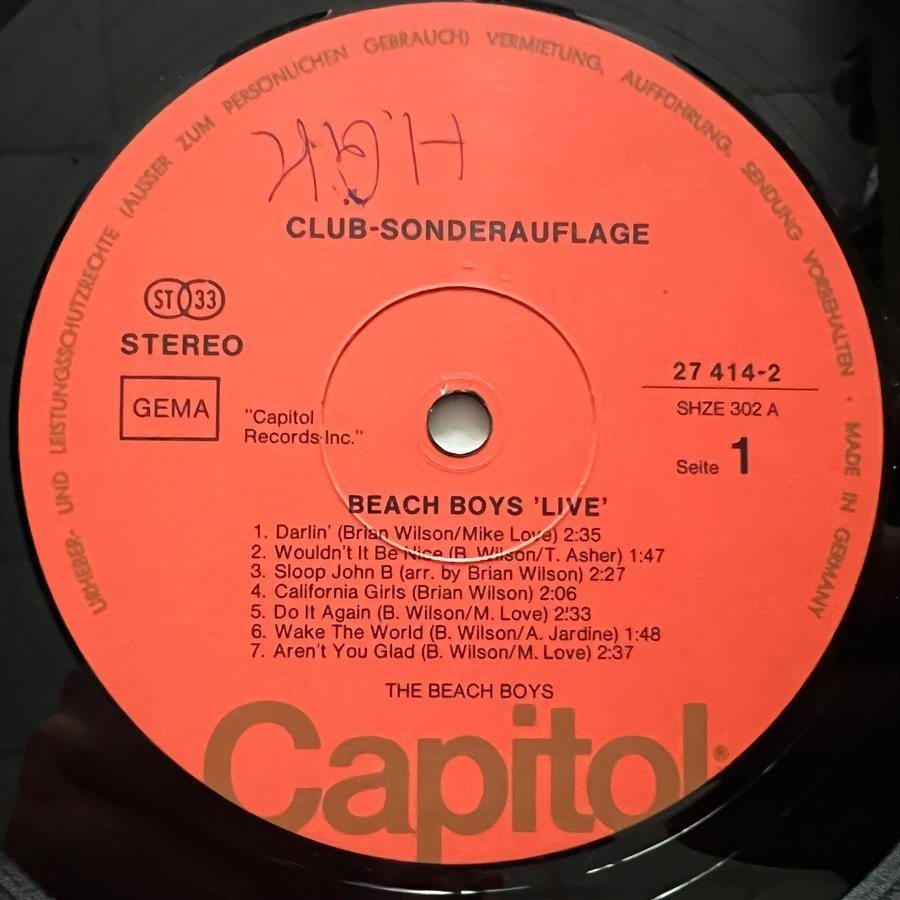 URHEBER- UND LEISTUNGSSCHUTZRECHTE (AUSSER ZUM PERSÖNLICHEN GEBRAUCH) VERMIETUNG, AUFFÜHRUNG, SENDUNG VORBEHALTEN · MADE IN GERMANY
CLUB-SONDERAUFLAGE
ST 33
STEREO
GEMA
"Capitol
Records Inc."
27 414-2
SHZE 302 A
Seite 1
BEACH BOYS 'LIVE'
1. Darlin' (Brian Wilson/Mike Love) 2:35
2. Wouldn't It Be Nice (B. Wilson/T. Asher) 1:47
3. Sloop John B (arr. by Brian Wilson) 2:27
4. California Girls (Brian Wilson) 2:06
5. Do It Again (B. Wilson/M. Love) 2:33
6. Wake The World (B. Wilson/A. Jardine) 1:48
7. Aren't You Glad (B. Wilson/M. Love) 2:37
THE BEACH BOYS
Capitol®